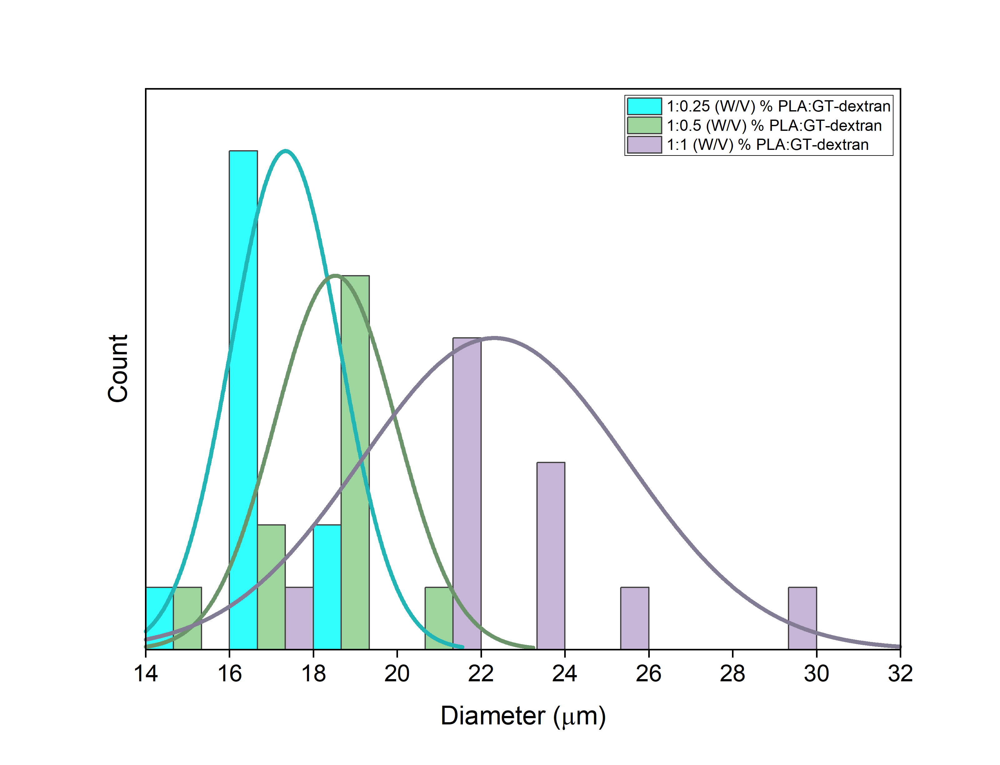 1:0.25 (W/V) % PLA:GT-dextran
1:0.5 (W/V) % PLA:GT-dextran
1:1 (W/V) % PLA:GT-dextran
Count
14 16 18 20 22 24 26 28 30 32
Diameter (μm)